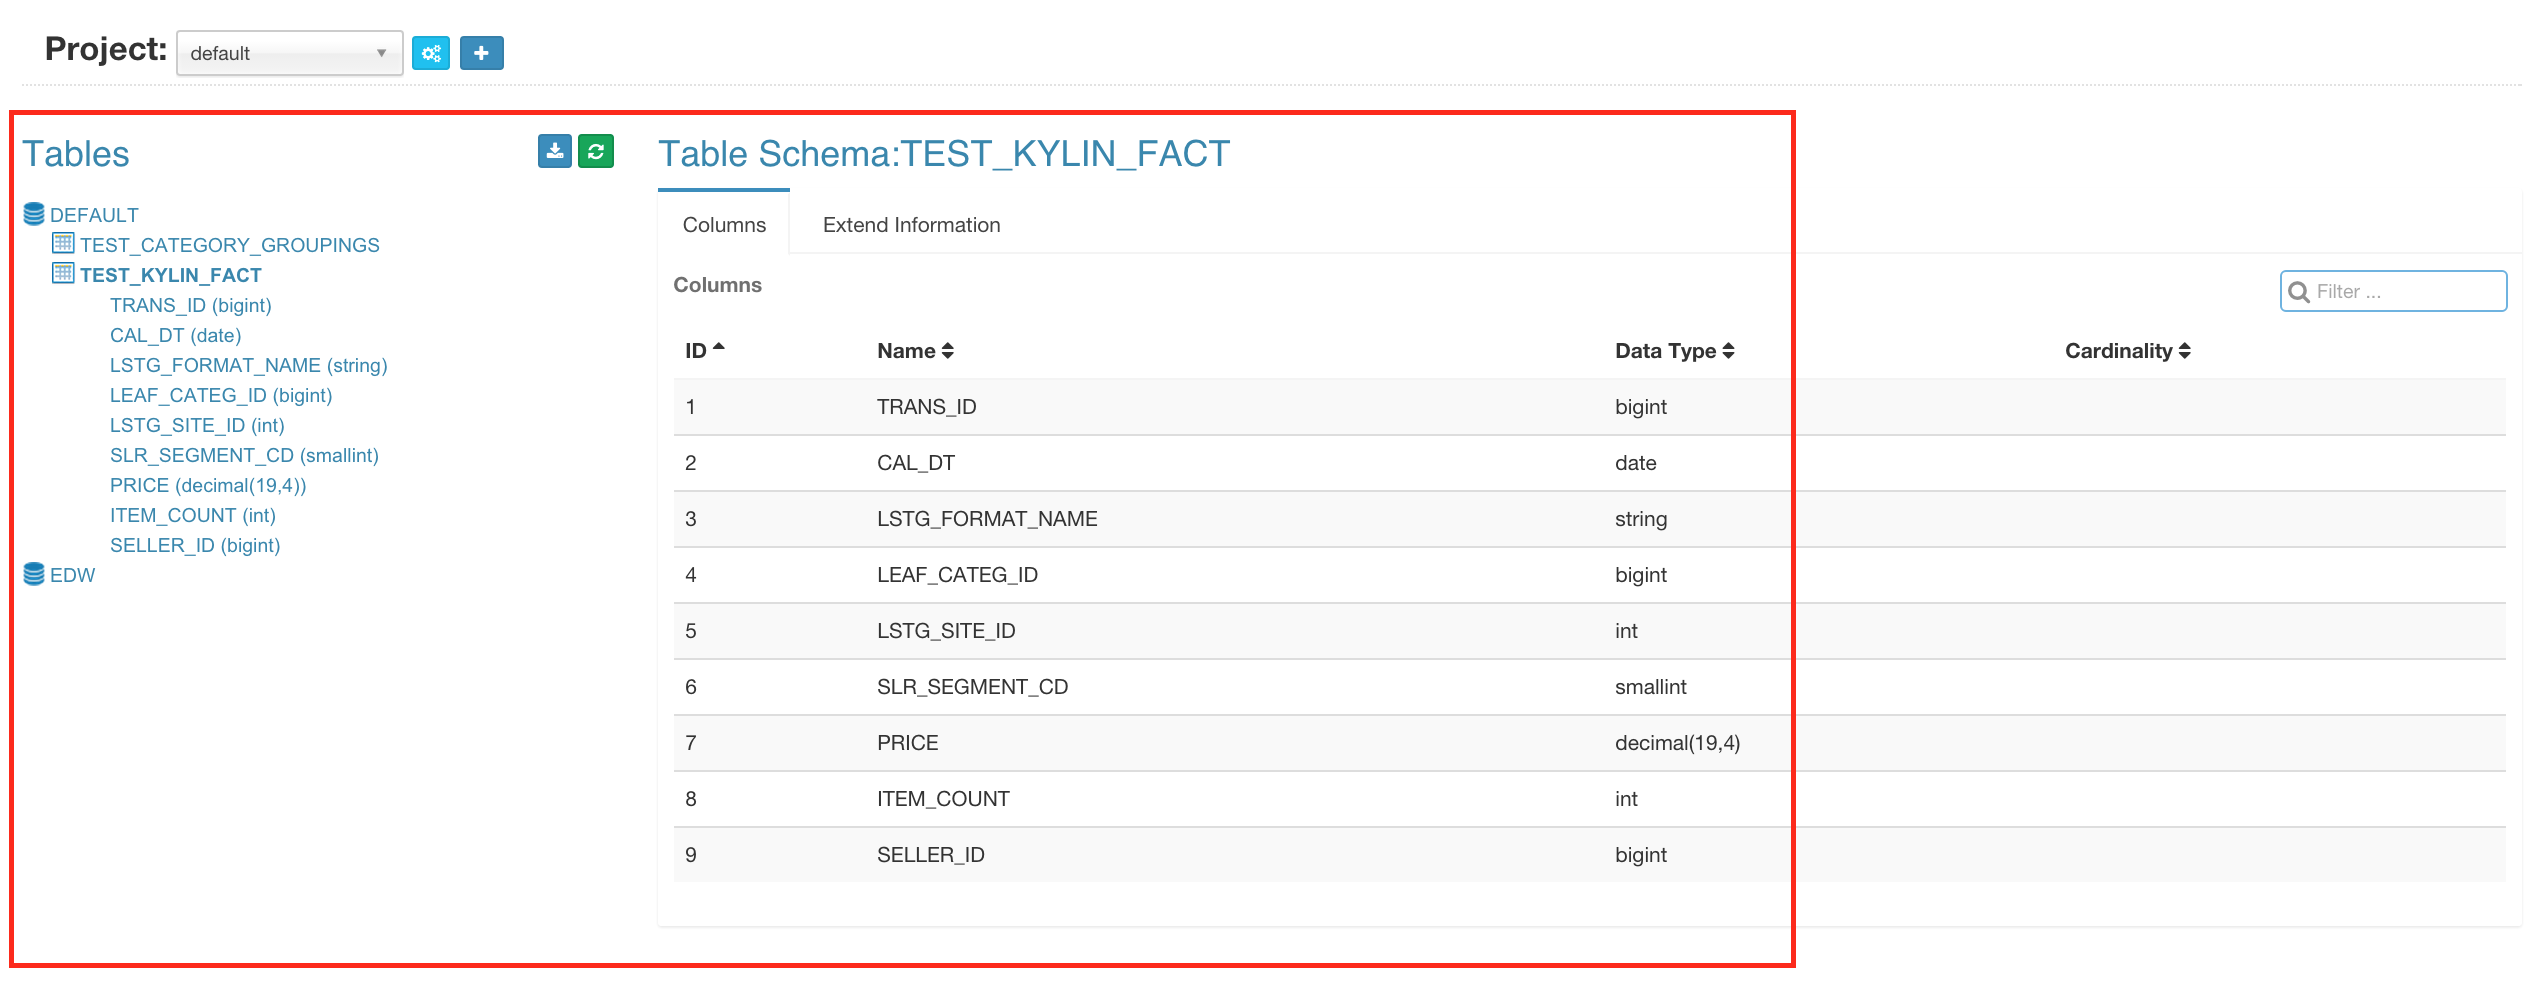 Project: default
Tables
DEFAULT
TEST_CATEGORY_GROUPINGS
TEST_KYLIN_FACT
TRANS_ID (bigint)
CAL_DT (date)
LSTG_FORMAT_NAME (string)
LEAF_CATEG_ID (bigint)
LSTG_SITE_ID (int)
SLR_SEGMENT_CD (smallint)
PRICE (decimal(19,4))
ITEM_COUNT (int)
SELLER_ID (bigint)
EDW
Table Schema:TEST_KYLIN_FACT
Columns Extend Information
Columns
Filter ...
ID Name Data Type Cardinality
1 TRANS_ID bigint
2 CAL_DT date
3 LSTG_FORMAT_NAME string
4 LEAF_CATEG_ID bigint
5 LSTG_SITE_ID int
6 SLR_SEGMENT_CD smallint
7 PRICE decimal(19,4)
8 ITEM_COUNT int
9 SELLER_ID bigint